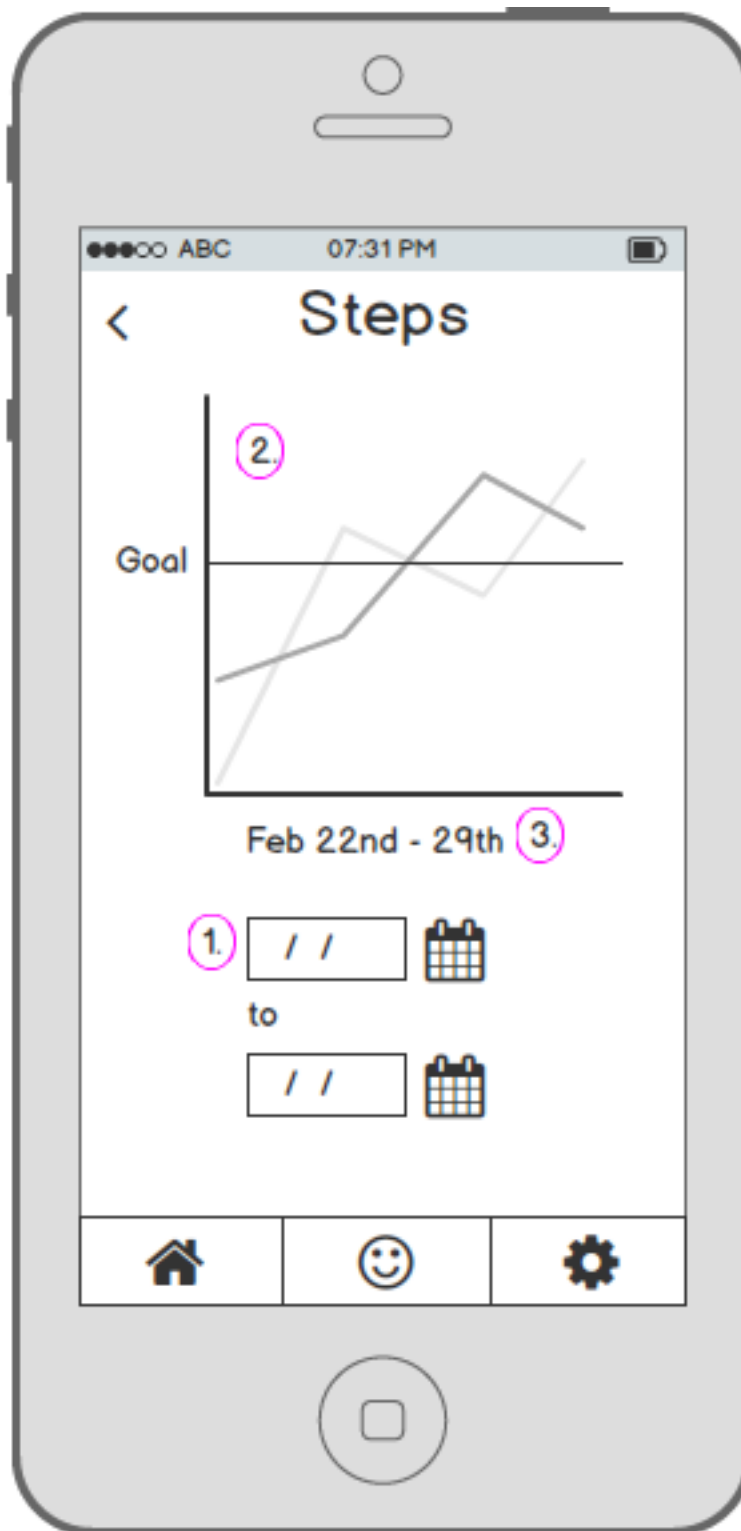 ABC 07:31 PM
Steps
2.
Goal
Feb 22nd - 29th 3.
1. / /
to
/ /